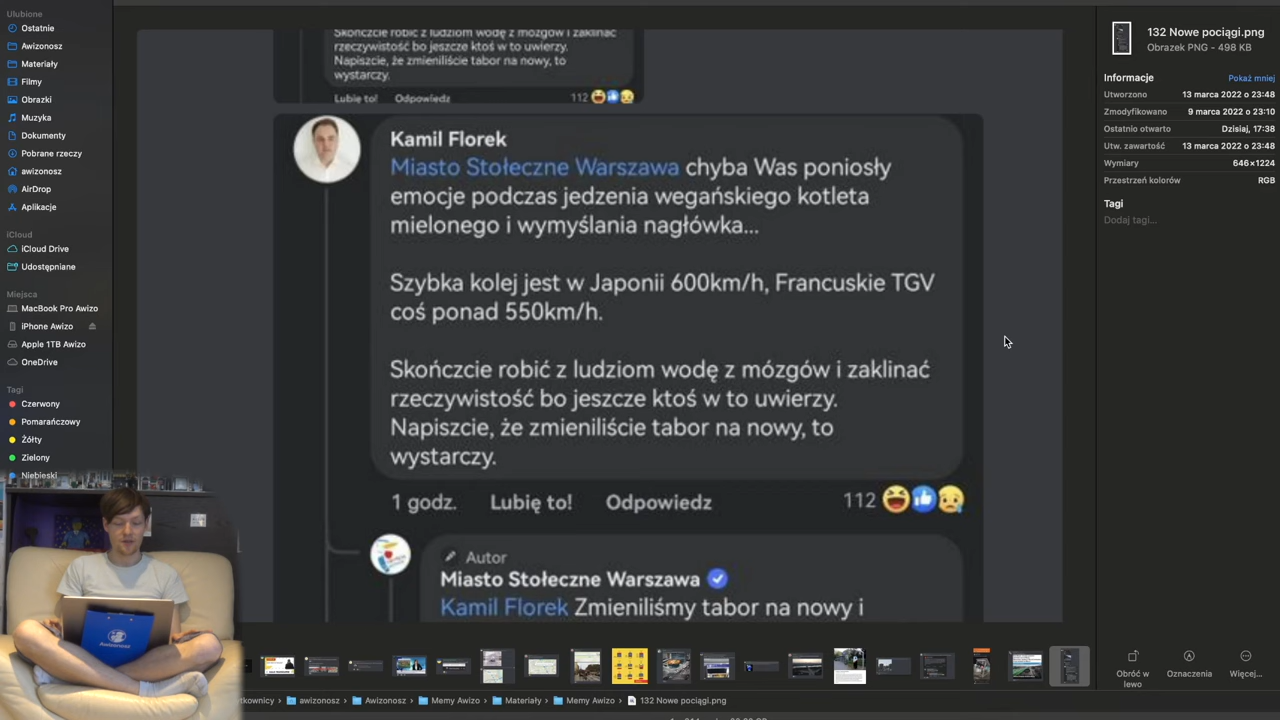 Ulubione
Ostatnie
Awizonosz
Materiały
Filmy
Obrazki
Muzyka
Dokumenty
Pobrane rzeczy
awizonosz
AirDrop
Aplikacje
iCloud
iCloud Drive
Udostępniane
Miejsca
MacBook Pro Awizo
iPhone Awizo
Apple 1TB Awizo
OneDrive
Tagi
Czerwony
Pomarańczowy
Żółty
Zielony
Niebieski
Skończcie robić z ludziom wodę z mózgów i zaklinać
rzeczywistość bo jeszcze ktoś w to uwierzy.
Napiszcie, że zmieniliście tabor na nowy, to
wystarczy.
Lubię to! Odpowiedz 112
Kamil Florek
Miasto Stołeczne Warszawa chyba Was poniosły
emocje podczas jedzenia wegańskiego kotleta
mielonego i wymyślania nagłówka...
Szybka kolej jest w Japonii 600km/h, Francuskie TGV
coś ponad 550km/h.
Skończcie robić z ludziom wodę z mózgów i zaklinać
rzeczywistość bo jeszcze ktoś w to uwierzy.
Napiszcie, że zmieniliście tabor na nowy, to
wystarczy.
1 godz. Lubię to! Odpowiedz 112
Autor
Miasto Stołeczne Warszawa
Kamil Florek Zmieniliśmy tabor na nowy i
132 Nowe pociągi.png
Obrazek PNG - 498 KB
Informacje Pokaż mniej
Utworzono 13 marca 2022 o 23:48
Zmodyfikowano 9 marca 2022 o 23:10
Ostatnio otwarto Dzisiaj, 17:38
Utw. zawartość 13 marca 2022 o 23:48
Wymiary 646×1224
Przestrzeń kolorów RGB
Tagi
Dodaj tagi...
Obróć w lewo
Oznaczenia
Więcej...
Awizonosz
tkownicy › awizonosz › Awizonosz › Memy Awizo › Materiały › Memy Awizo › 132 Nowe pociągi.png